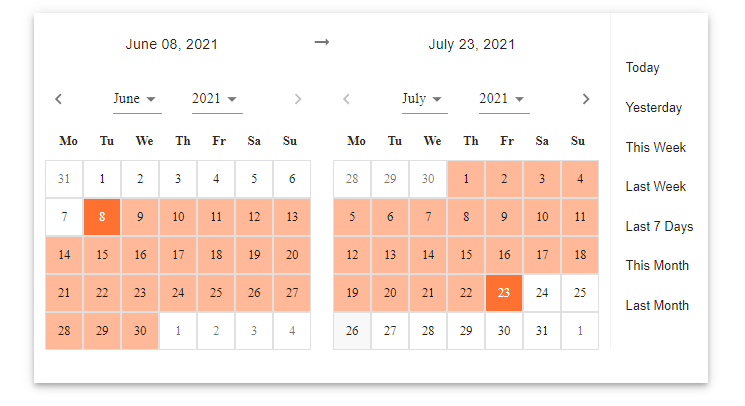 June 08, 2021 → July 23, 2021
June 2021
Mo Tu We Th Fr Sa Su
31 1 2 3 4 5 6
7 8 9 10 11 12 13
14 15 16 17 18 19 20
21 22 23 24 25 26 27
28 29 30 1 2 3 4
July 2021
Mo Tu We Th Fr Sa Su
28 29 30 1 2 3 4
5 6 7 8 9 10 11
12 13 14 15 16 17 18
19 20 21 22 23 24 25
26 27 28 29 30 31 1
Today
Yesterday
This Week
Last Week
Last 7 Days
This Month
Last Month